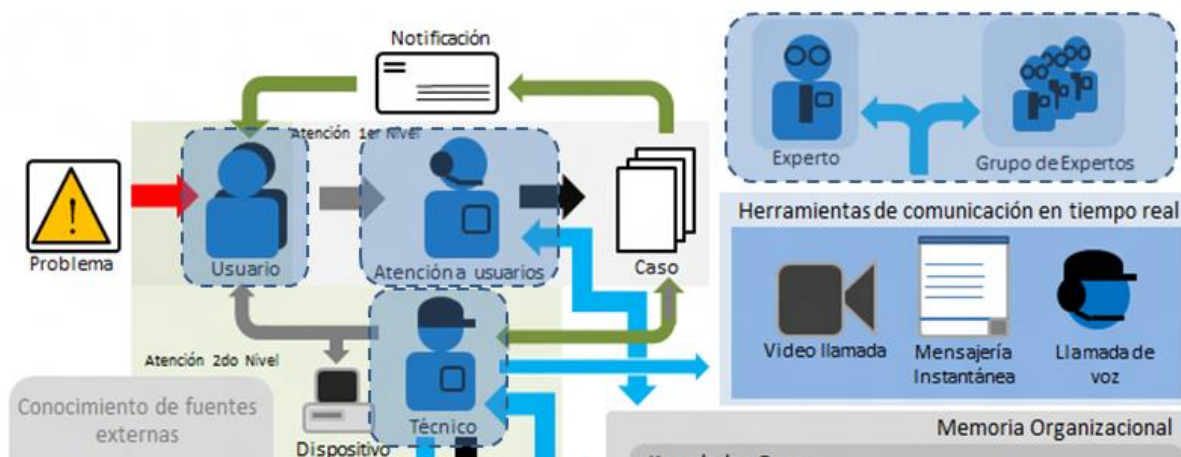 Notificación
Atención 1er Nivel
Problema
Usuario
Atención a usuarios
Caso
Experto
Grupo de Expertos
Herramientas de comunicación en tiempo real
Video llamada
Mensajería
Instantánea
Llamada de
voz
Atención 2do Nivel
Conocimiento de fuentes
externas
Dispositivo
Técnico
Memoria Organizacional